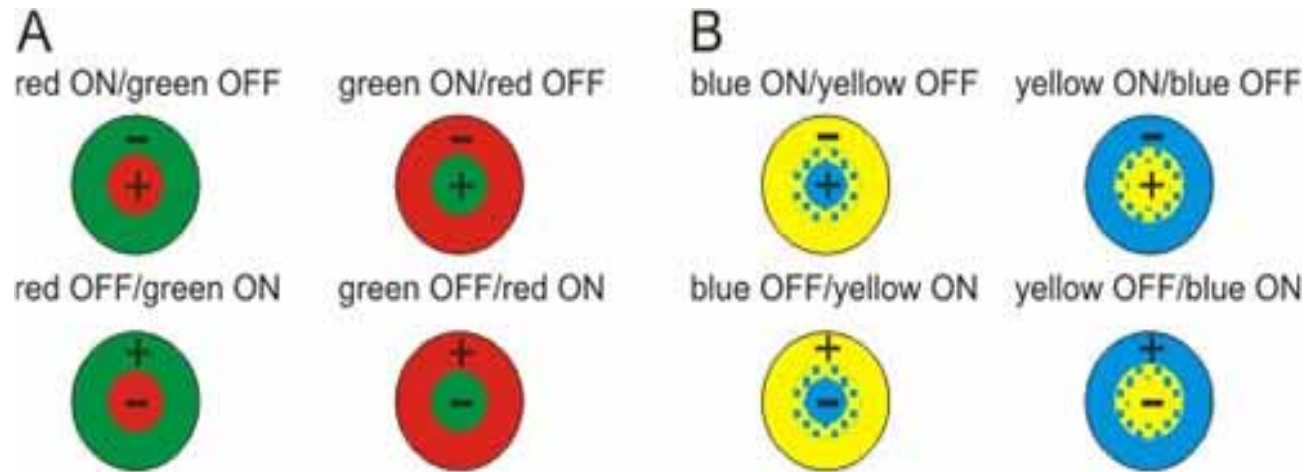 A
B
red ON/green OFF
green ON/red OFF
blue ON/yellow OFF
yellow ON/blue OFF
−
−
−
−
+
+
+
+
red OFF/green ON
green OFF/red ON
blue OFF/yellow ON
yellow OFF/blue ON
+
+
+
+
−
−
−
−